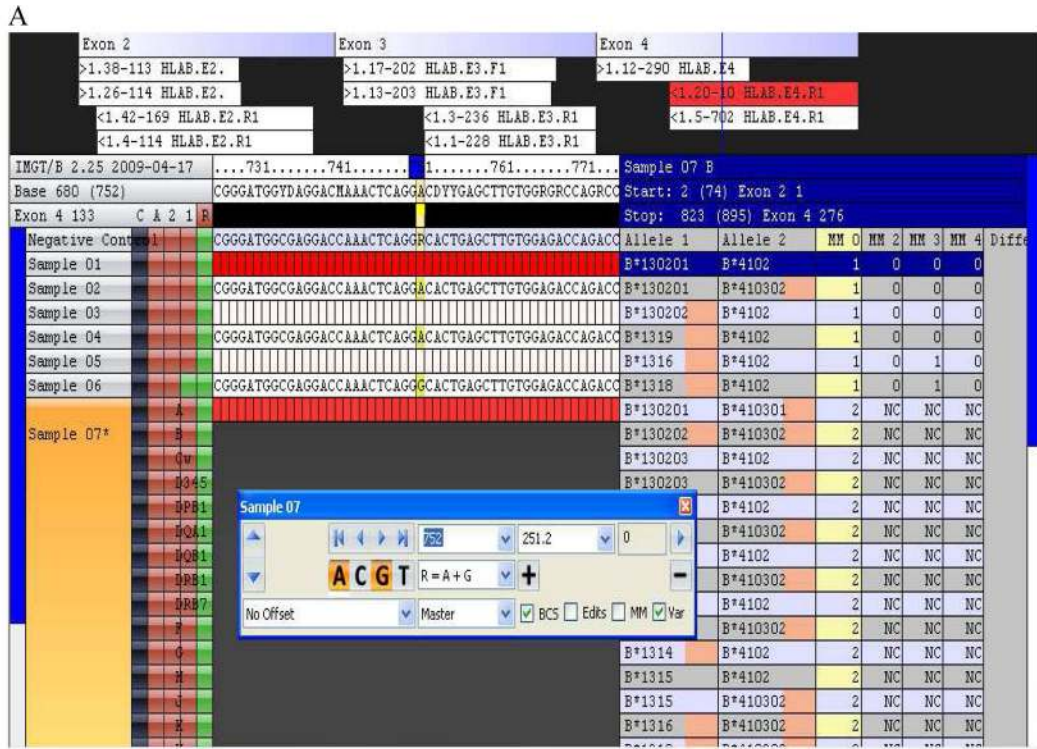 A
Exon 2 Exon 3 Exon 4
>1.38-113 HLAB.E2. >1.17-202 HLAB.E3.F1 >1.12-290 HLAB.E4
>1.26-114 HLAB.E2. >1.13-203 HLAB.E3.F1 <1.20-10 HLAB.E4.R1
<1.42-169 HLAB.E2.R1 <1.3-236 HLAB.E3.R1 <1.5-702 HLAB.E4.R1
<1.4-114 HLAB.E2.R1 <1.1-228 HLAB.E3.R1
IMGT/B 2.25 2009-04-17 ....731.......741....... 1.......761.......771... Sample 07 B
Base 680 (752) CGGGATGGYDAGGACMAAACTCAGGACDYYGAGCTTGTGGRGRCCAGRCC Start: 2 (74) Exon 2 1
Exon 4 133 C A 2 1 R Stop: 823 (895) Exon 4 276
Negative Control CGGGATGGCGAGGACCAAACTCAGGRCACTGAGCTTGTGGAGACCAGACC Allele 1 Allele 2 MM 0 MM 2 MM 3 MM 4 Diffe
Sample 01 B*130201 B*4102 1 0 0 0
Sample 02 CGGGATGGCGAGGACCAAACTCAGGACACTGAGCTTGTGGAGACCAGACC B*130201 B*410302 1 0 0 0
Sample 03 B*130202 B*4102 1 0 0 0
Sample 04 CGGGATGGCGAGGACCAAACTCAGGACACTGAGCTTGTGGAGACCAGACC B*1319 B*4102 1 0 0 0
Sample 05 B*1316 B*4102 1 0 1 0
Sample 06 CGGGATGGCGAGGACCAAACTCAGGGCACTGAGCTTGTGGAGACCAGACC B*1318 B*4102 1 0 1 0
A B*130201 B*410301 2 NC NC NC
Sample 07* B B*130202 B*410302 2 NC NC NC
Cw B*130203 B*4102 2 NC NC NC
D345 B*130203 B*410302 2 NC NC NC
DPB1 Sample 07 B*4102 2 NC NC NC
DQA1 752 251.2 0 B*410302 2 NC NC NC
DQB1 B*4102 2 NC NC NC
DRB1 A C G T R = A + G + - B*410302 2 NC NC NC
DRB7 B*4102 2 NC NC NC
F No Offset Master BCS Edits MM Var B*410302 2 NC NC NC
G B*1314 B*4102 2 NC NC NC
H B*1315 B*4102 2 NC NC NC
J B*1315 B*410302 2 NC NC NC
K B*1316 B*410302 2 NC NC NC